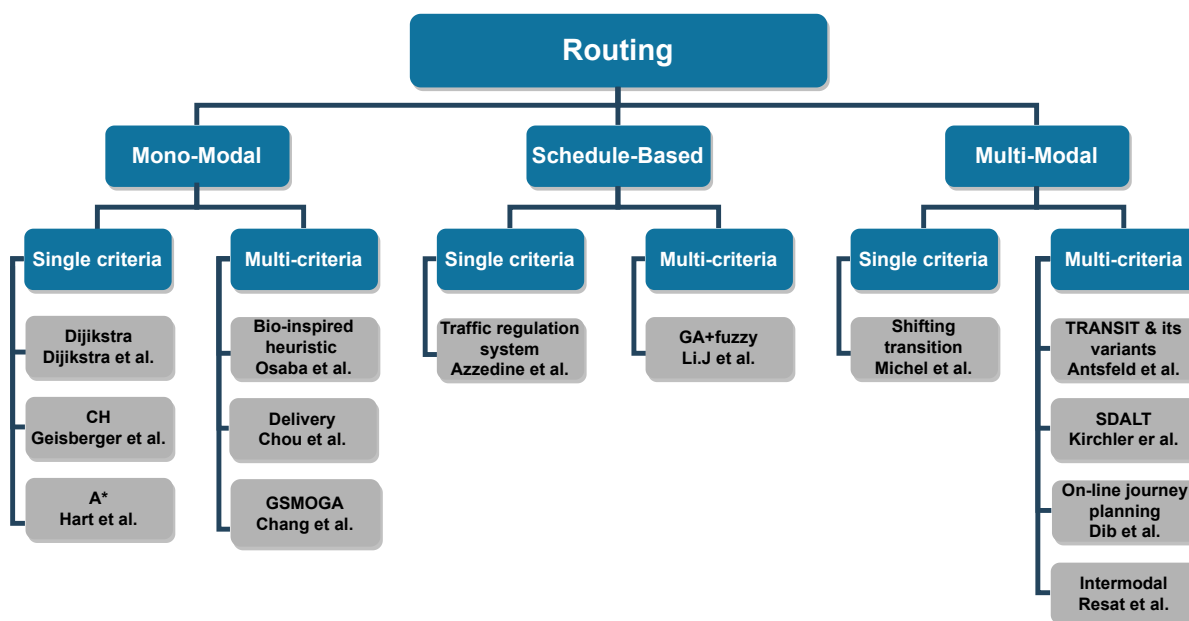 Routing
Mono-Modal
Schedule-Based
Multi-Modal
Single criteria
Multi-criteria
Single criteria
Multi-criteria
Single criteria
Multi-criteria
Dijikstra
Dijikstra et al.
CH
Geisberger et al.
A*
Hart et al.
Bio-inspired
heuristic
Osaba et al.
Delivery
Chou et al.
GSMOGA
Chang et al.
Traffic regulation
system
Azzedine et al.
GA+fuzzy
Li.J et al.
Shifting
transition
Michel et al.
TRANSIT & its
variants
Antsfeld et al.
SDALT
Kirchler er al.
On-line journey
planning
Dib et al.
Intermodal
Resat et al.